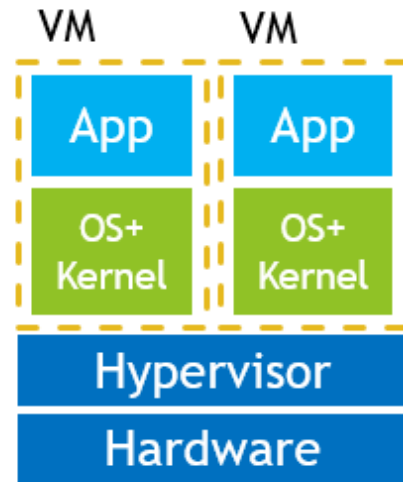 VM VM
App App
OS+ OS+
Kernel Kernel
Hypervisor
Hardware